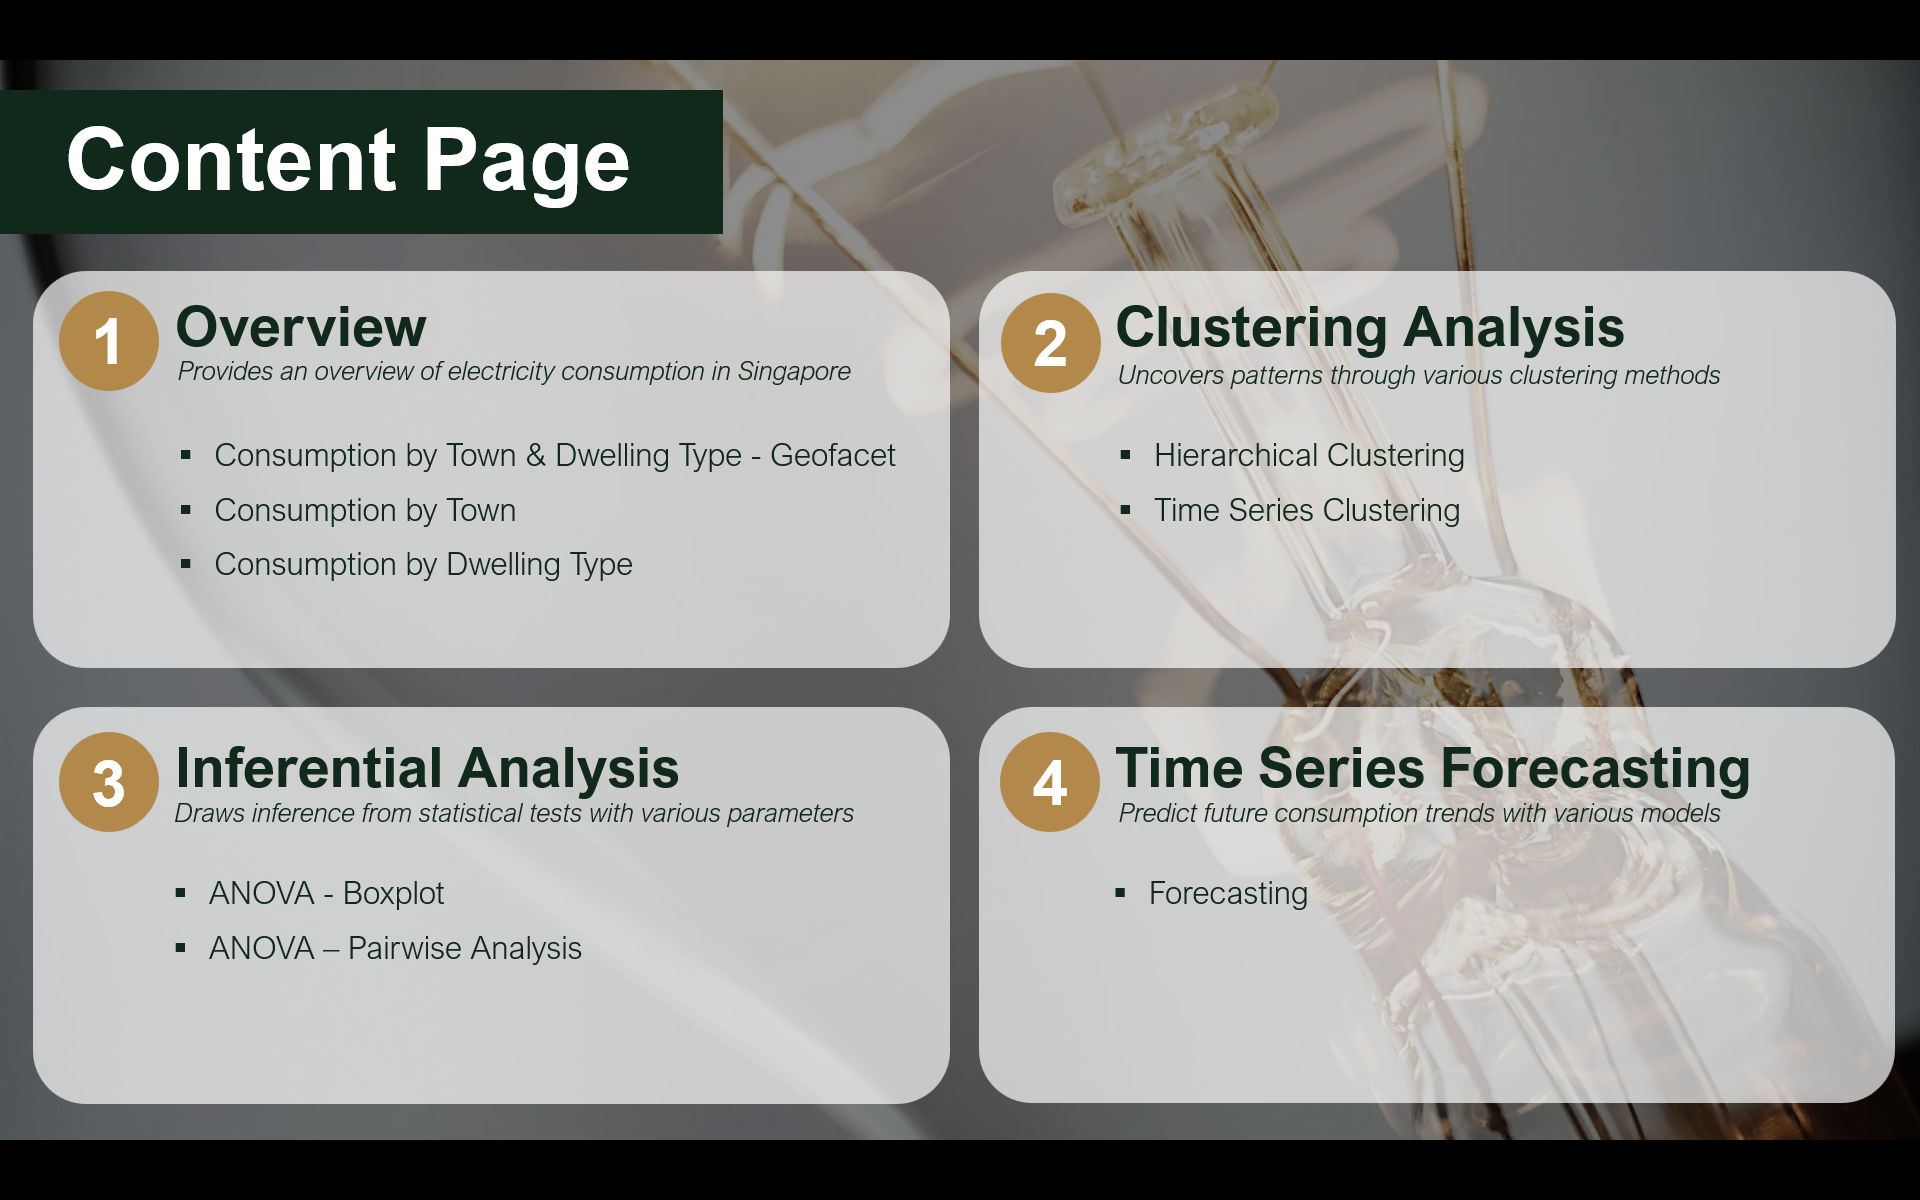 Content Page
1
Overview
Provides an overview of electricity consumption in Singapore
▪ Consumption by Town & Dwelling Type - Geofacet
▪ Consumption by Town
▪ Consumption by Dwelling Type
2
Clustering Analysis
Uncovers patterns through various clustering methods
▪ Hierarchical Clustering
▪ Time Series Clustering
3
Inferential Analysis
Draws inference from statistical tests with various parameters
▪ ANOVA - Boxplot
▪ ANOVA – Pairwise Analysis
4
Time Series Forecasting
Predict future consumption trends with various models
▪ Forecasting